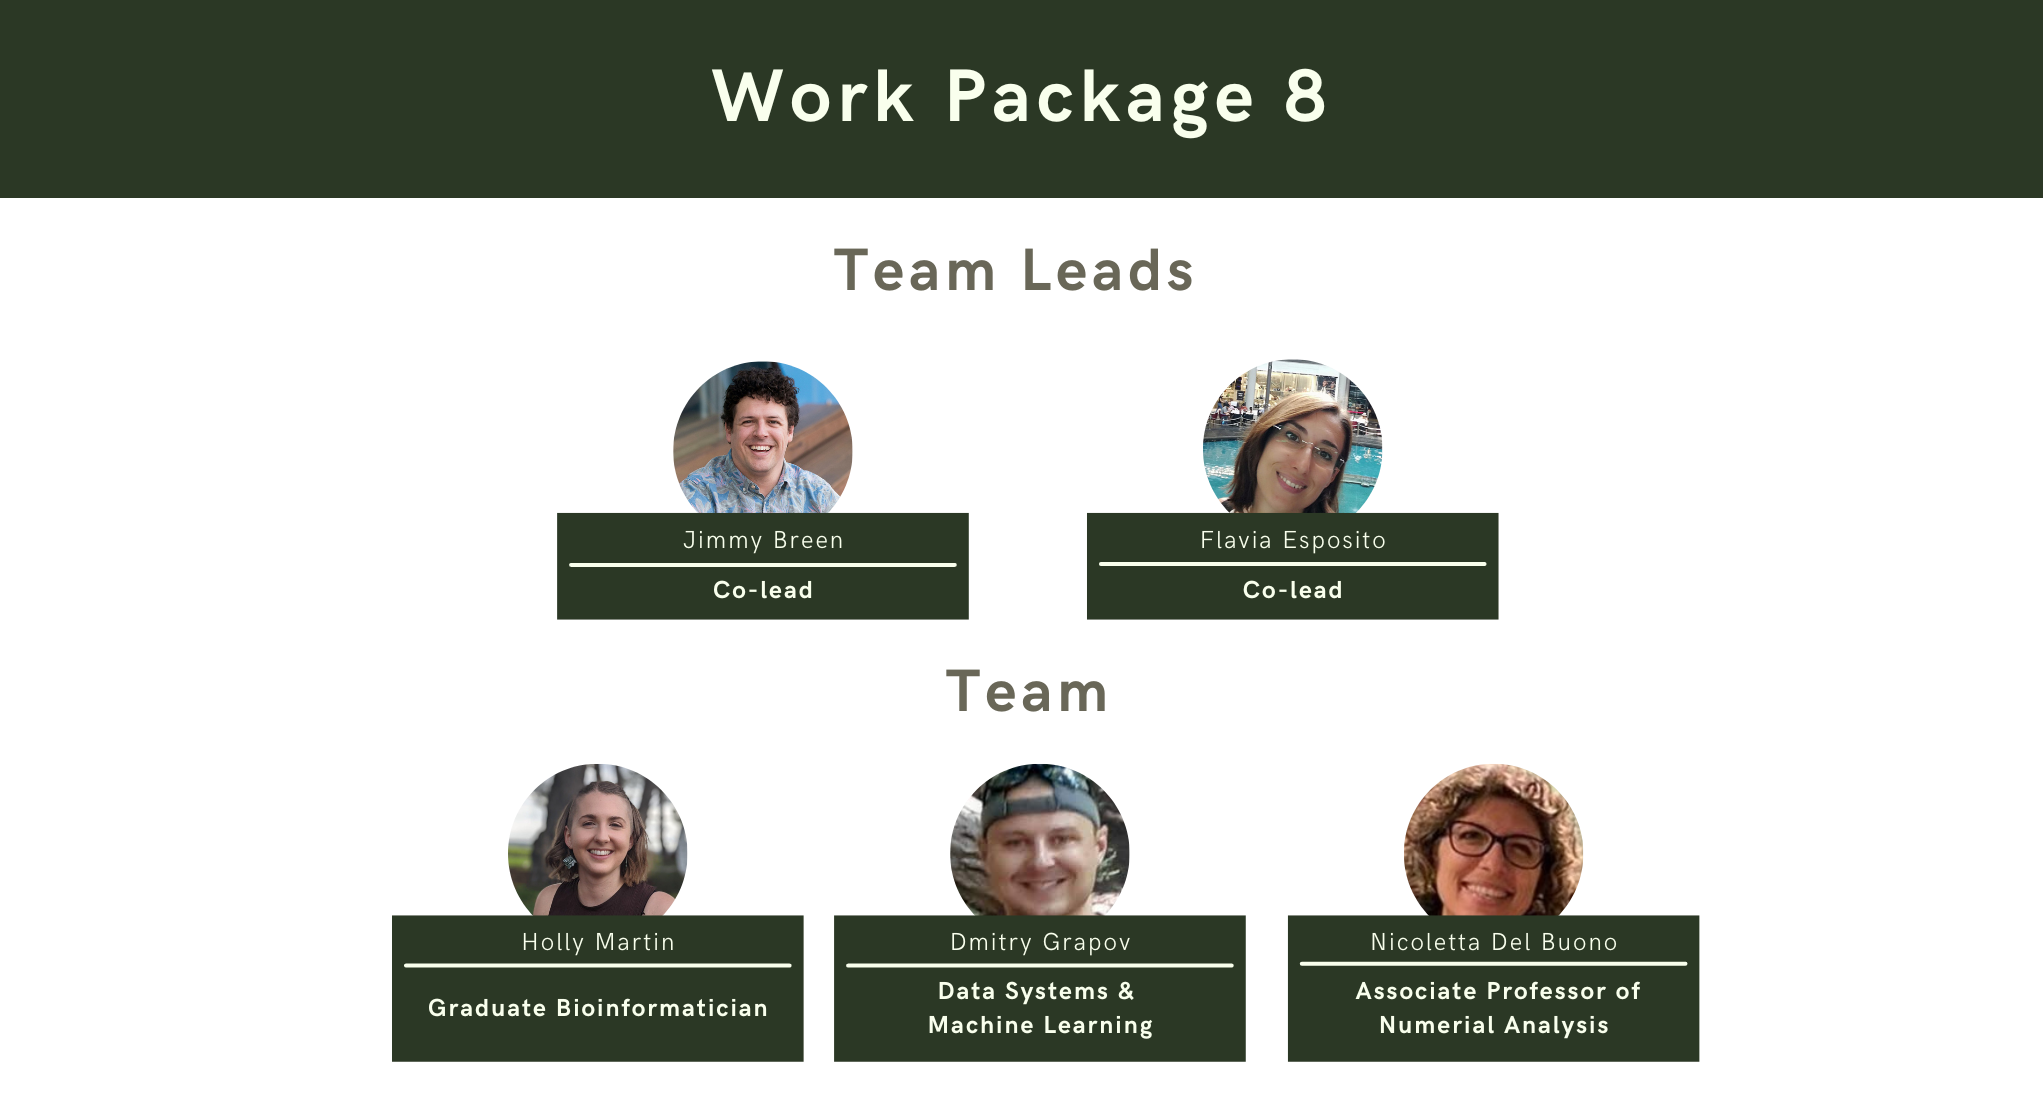 Work Package 8
Team Leads
Jimmy Breen
Co-lead
Flavia Esposito
Co-lead
Team
Holly Martin
Graduate Bioinformatician
Dmitry Grapov
Data Systems &
Machine Learning
Nicoletta Del Buono
Associate Professor of
Numerial Analysis